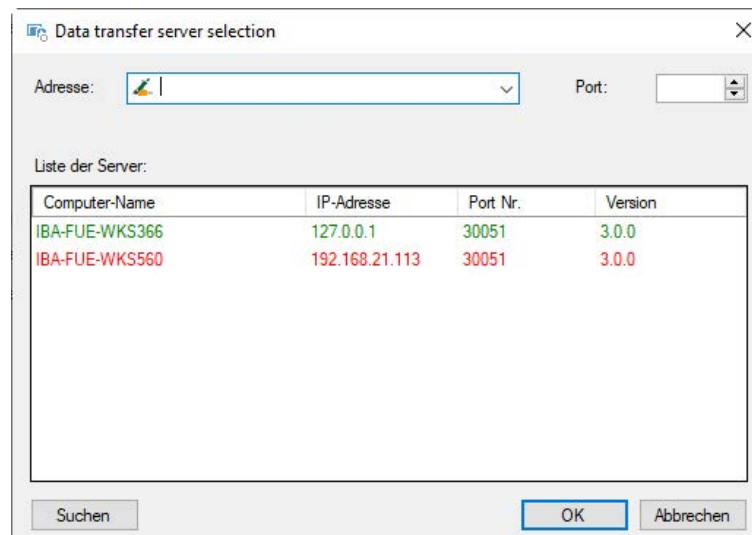 Data transfer server selection
Adresse: Port:
Liste der Server:
Computer-Name IP-Adresse Port Nr. Version
IBA-FUE-WKS366 127.0.0.1 30051 3.0.0
IBA-FUE-WKS560 192.168.21.113 30051 3.0.0
Suchen OK Abbrechen